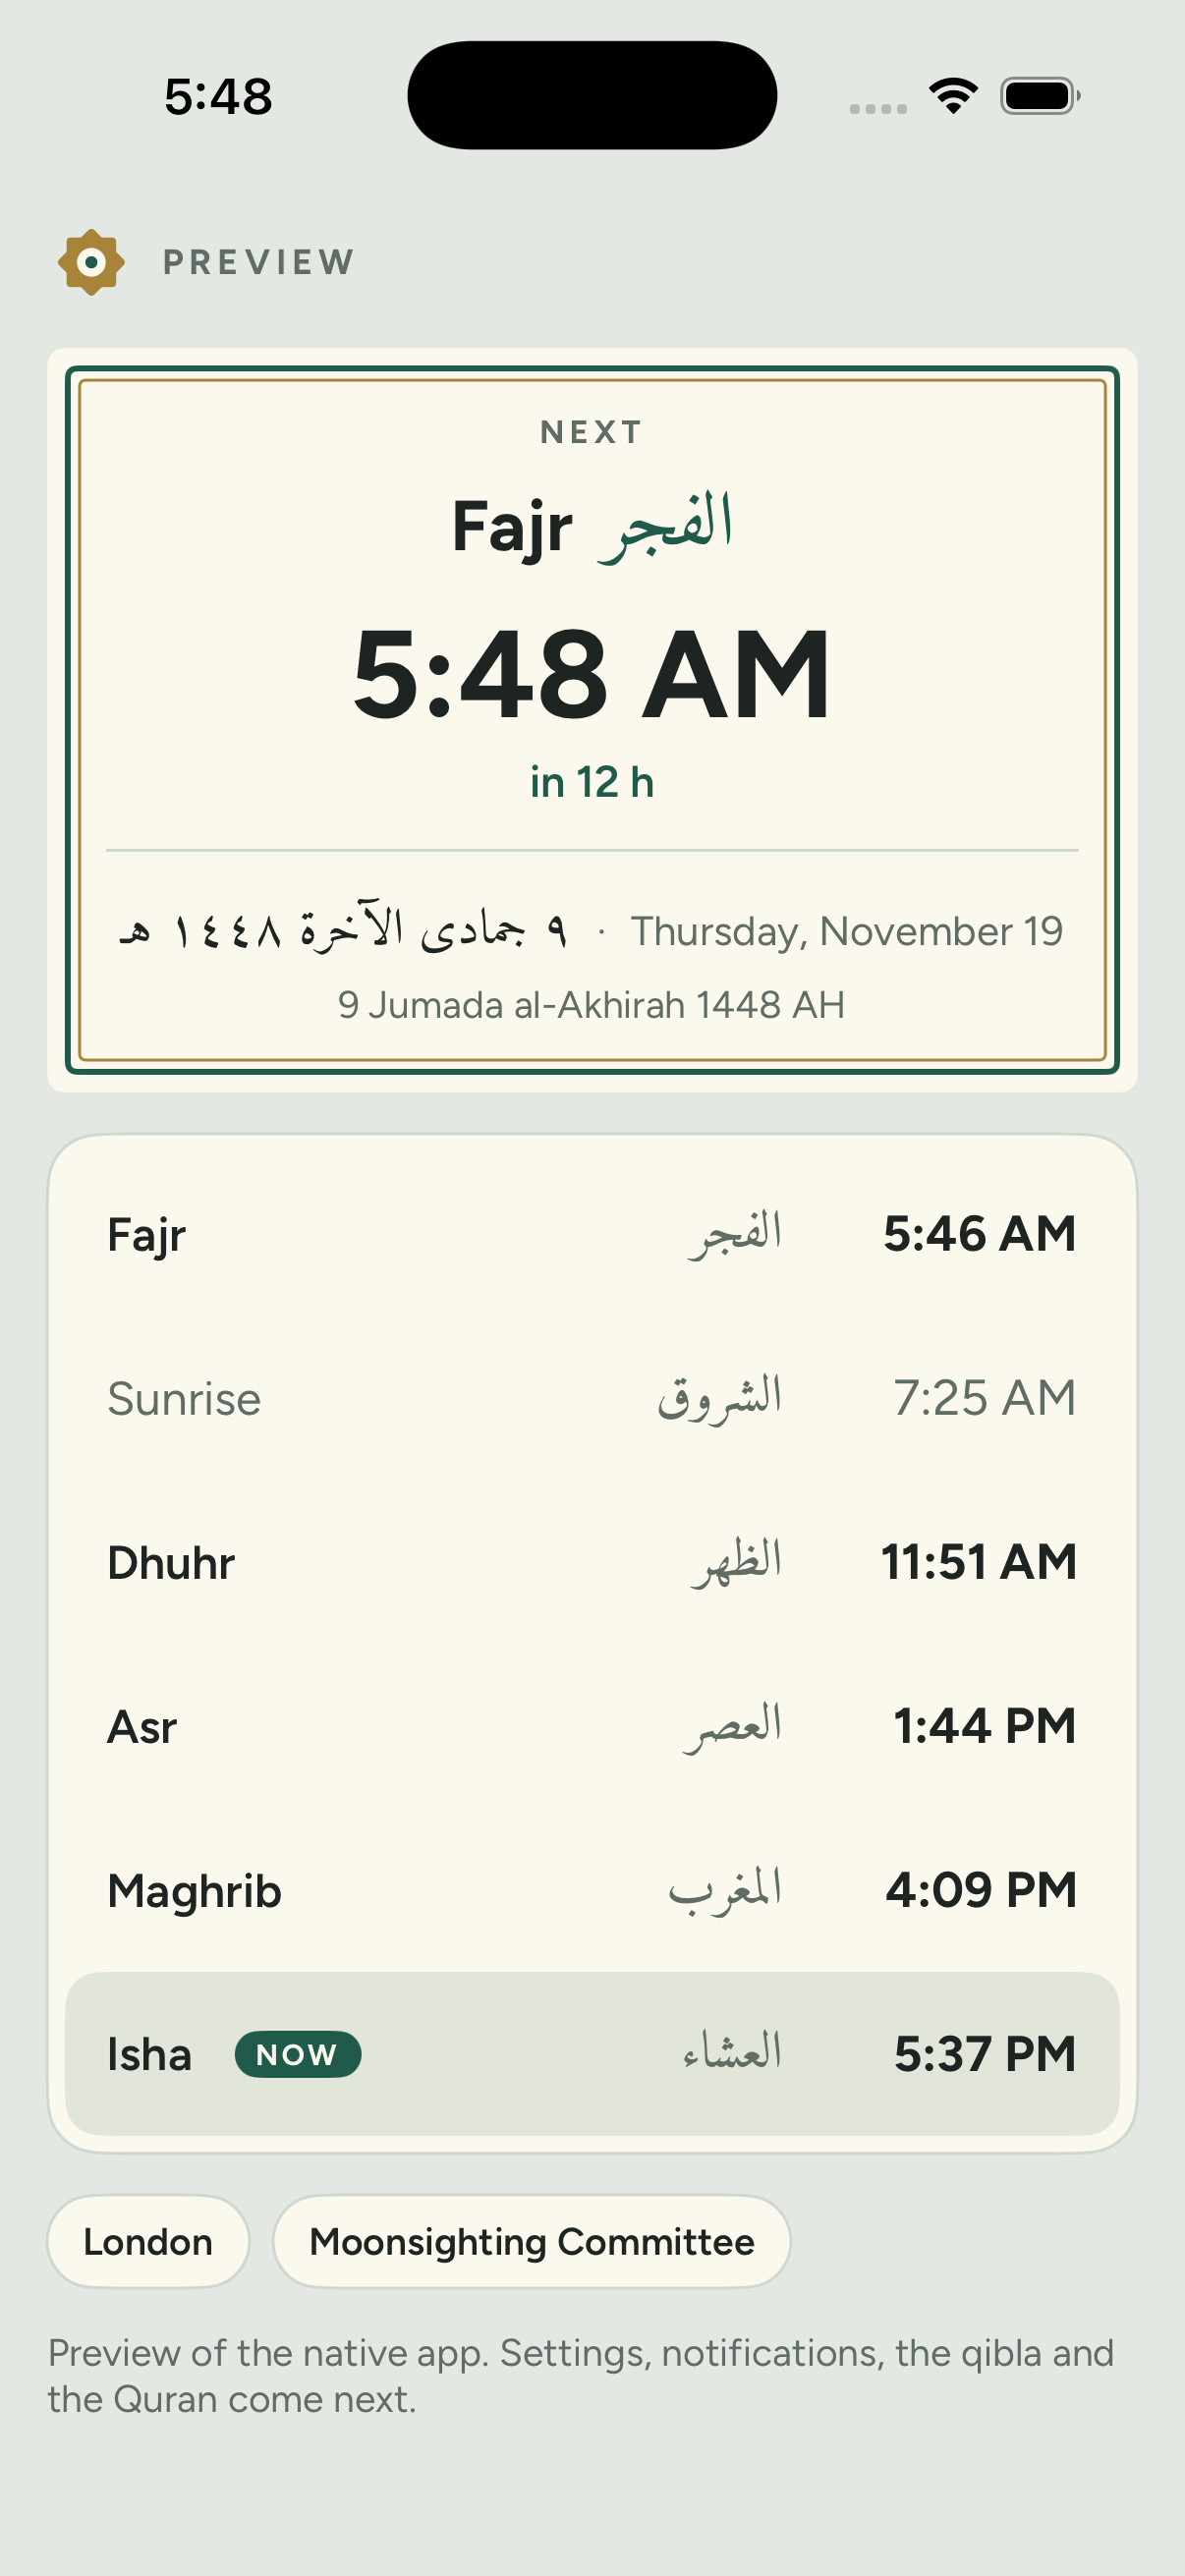 5:48
PREVIEW
NEXT
Fajr الفجر
5:48 AM
in 12 h
٩ جمادى الآخرة ١٤٤٨ هـ · Thursday, November 19
9 Jumada al-Akhirah 1448 AH
Fajr الفجر 5:46 AM
Sunrise الشروق 7:25 AM
Dhuhr الظهر 11:51 AM
Asr العصر 1:44 PM
Maghrib المغرب 4:09 PM
Isha NOW العشاء 5:37 PM
London Moonsighting Committee
Preview of the native app. Settings, notifications, the qibla and
the Quran come next.